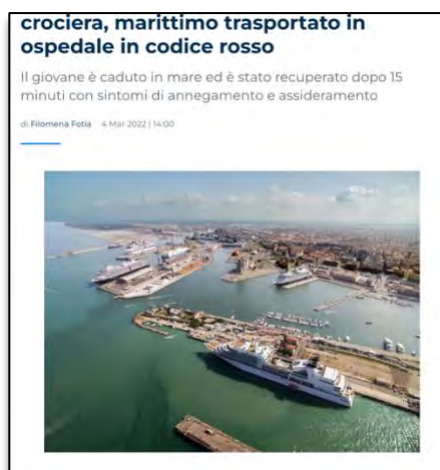 crociera, marittimo trasportato in
ospedale in codice rosso
Il giovane è caduto in mare ed è stato recuperato dopo 15
minuti con sintomi di annegamento e assideramento
di Filomena Fotia 4 Mar 2022 | 14:00